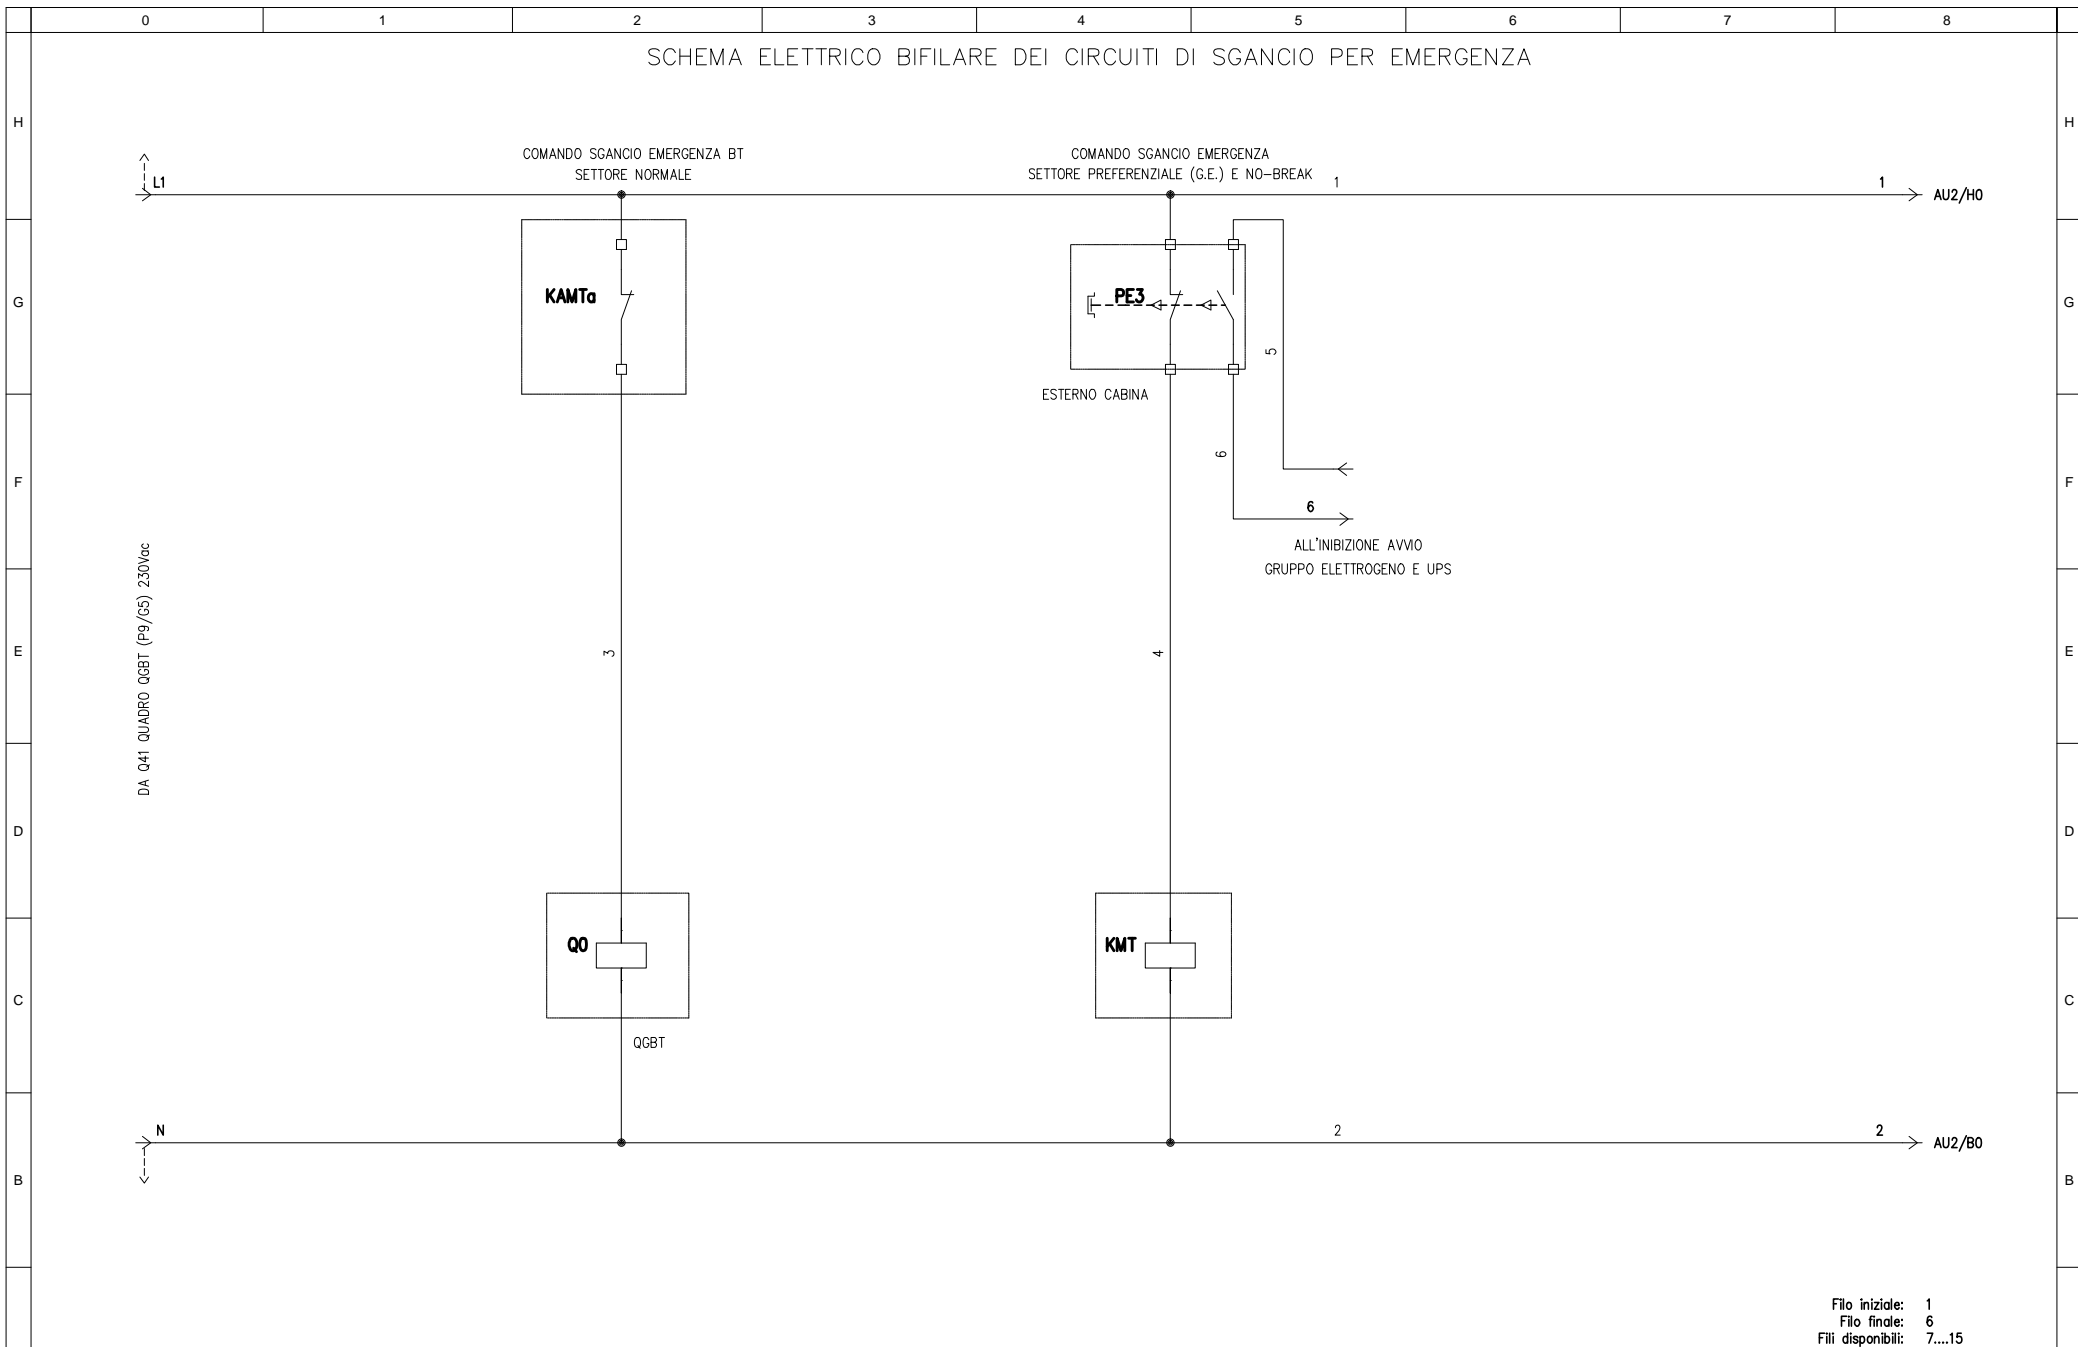 0 1 2 3 4 5 6 7 8
SCHEMA ELETTRICO BIFILARE DEI CIRCUITI DI SGANCIO PER EMERGENZA
H H
COMANDO SGANCIO EMERGENZA BT
SETTORE NORMALE
COMANDO SGANCIO EMERGENZA
SETTORE PREFERENZIALE (G.E.) E NO-BREAK
L1 1 1 AU2/H0
G G
KAMTa
PE3
5
ESTERNO CABINA
6
F F
6
ALL'INIBIZIONE AVVIO
GRUPPO ELETTROGENO E UPS
DA Q41 QUADRO QGBT (P9/G5) 230Vac
E E
3
4
D D
Q0
KMT
C C
QGBT
N 2 2 AU2/B0
B B
Filo iniziale: 1
Filo finale: 6
Fili disponibili: 7....15